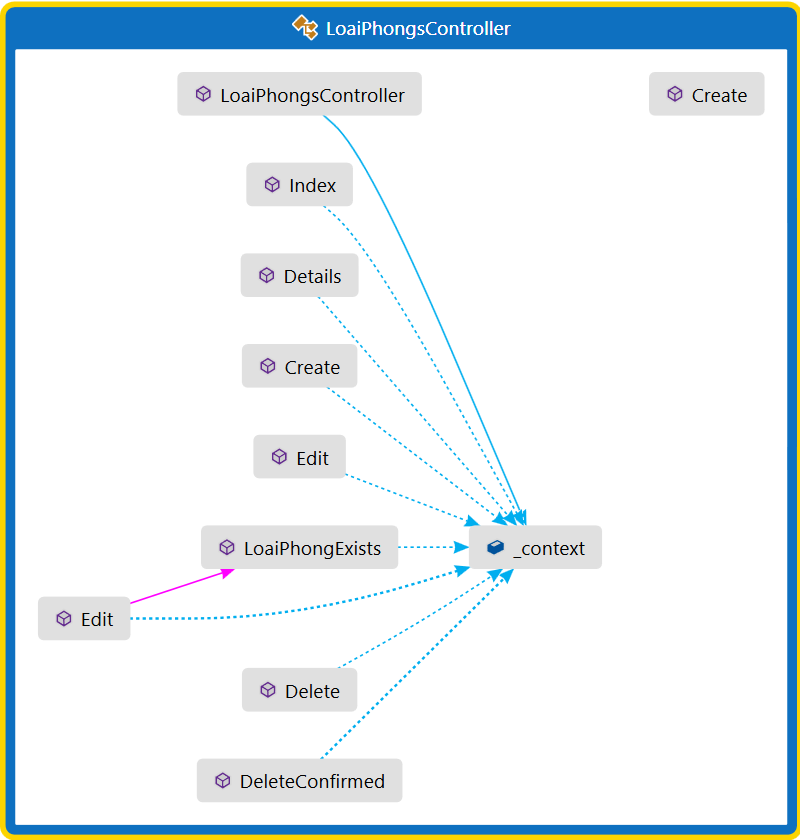 LoaiPhongsController
LoaiPhongsController
Create
Index
Details
Create
Edit
LoaiPhongExists
_context
Edit
Delete
DeleteConfirmed